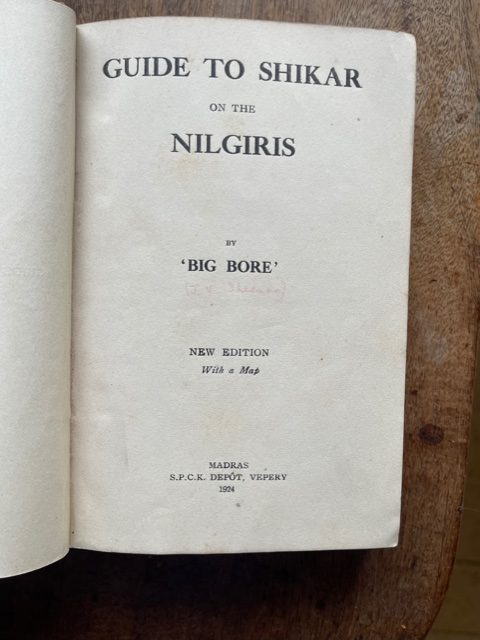 GUIDE TO SHIKAR
ON THE
NILGIRIS
BY
'BIG BORE'
NEW EDITION
With a Map
MADRAS
S.P.C.K. DEPÔT, VEPERY
1924